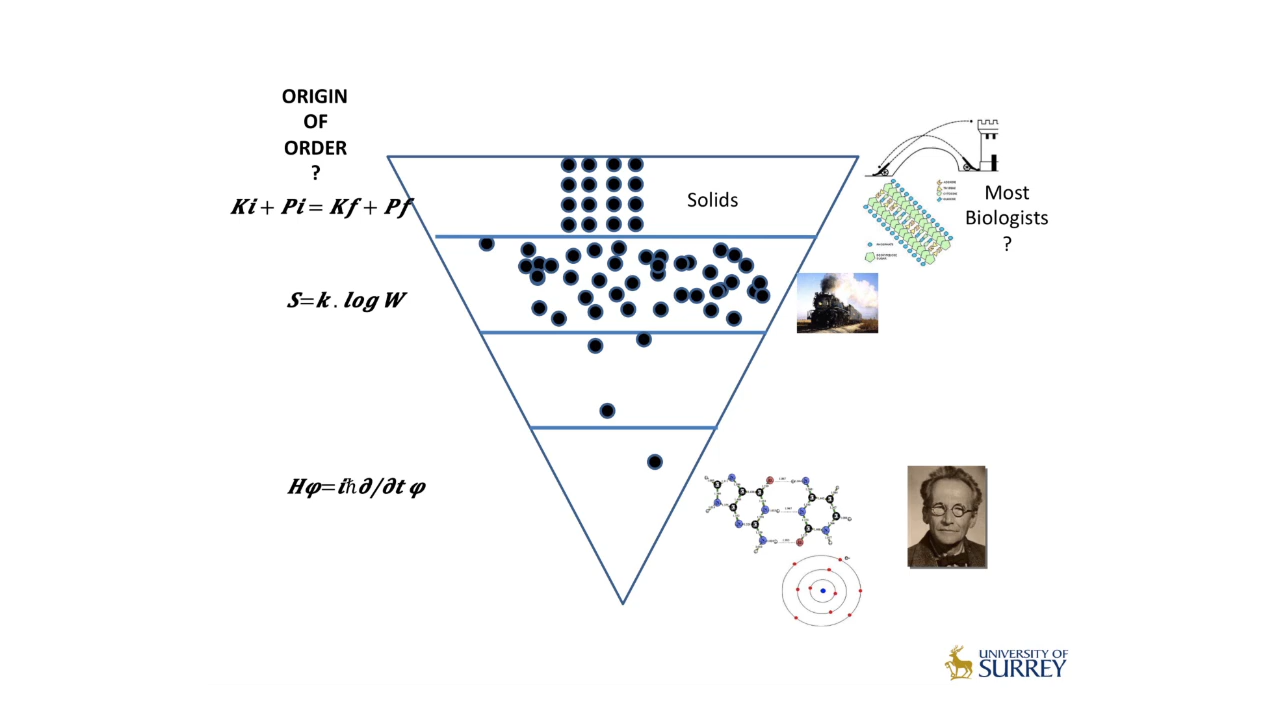 ORIGIN
OF
ORDER
?
Ki + Pi = Kf + Pf
Solids
Most
Biologists
?
S=k . log W
Hφ=iħ∂/∂t φ
UNIVERSITY OF
SURREY